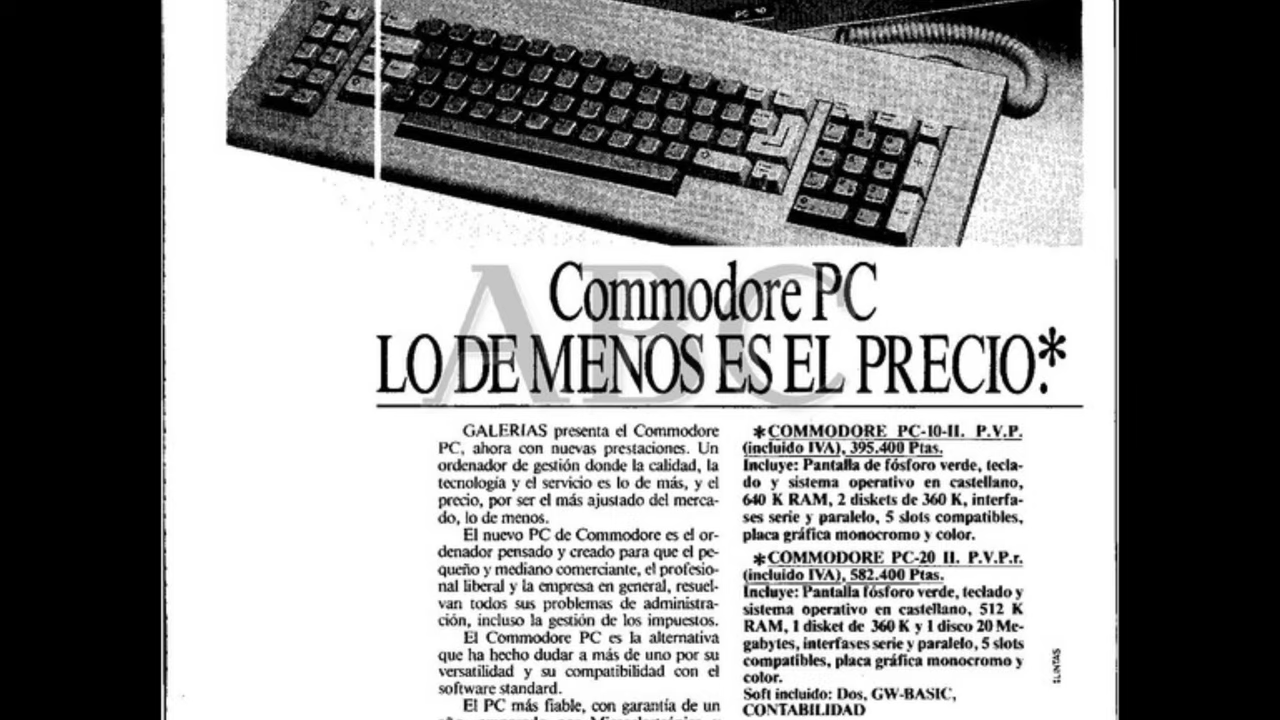 PC 10
ABC
Commodore PC
LO DE MENOS ES EL PRECIO.*
GALERIAS presenta el Commodore
PC, ahora con nuevas prestaciones. Un
ordenador de gestión donde la calidad, la
tecnología y el servicio es lo de más, y el
precio, por ser el más ajustado del merca-
do, lo de menos.
El nuevo PC de Commodore es el or-
denador pensado y creado para que el pe-
queño y mediano comerciante, el profesio-
nal liberal y la empresa en general, resuel-
van todos sus problemas de administra-
ción, incluso la gestión de los impuestos.
El Commodore PC es la alternativa
que ha hecho dudar a más de uno por su
versatilidad y su compatibilidad con el
software standard.
El PC más fiable, con garantía de un
*COMMODORE PC-10-II. P.V.P.
(incluido IVA), 395.400 Ptas.
Incluye: Pantalla de fósforo verde, tecla-
do y sistema operativo en castellano,
640 K RAM, 2 diskets de 360 K, interfa-
ses serie y paralelo, 5 slots compatibles,
placa gráfica monocromo y color.
*COMMODORE PC-20 II. P.V.P.r.
(incluido IVA), 582.400 Ptas.
Incluye: Pantalla fósforo verde, teclado y
sistema operativo en castellano, 512 K
RAM, 1 disket de 360 K y 1 disco 20 Me-
gabytes, interfases serie y paralelo, 5 slots
compatibles, placa gráfica monocromo y
color.
Soft incluido: Dos, GW-BASIC,
CONTABILIDAD
LINTAS